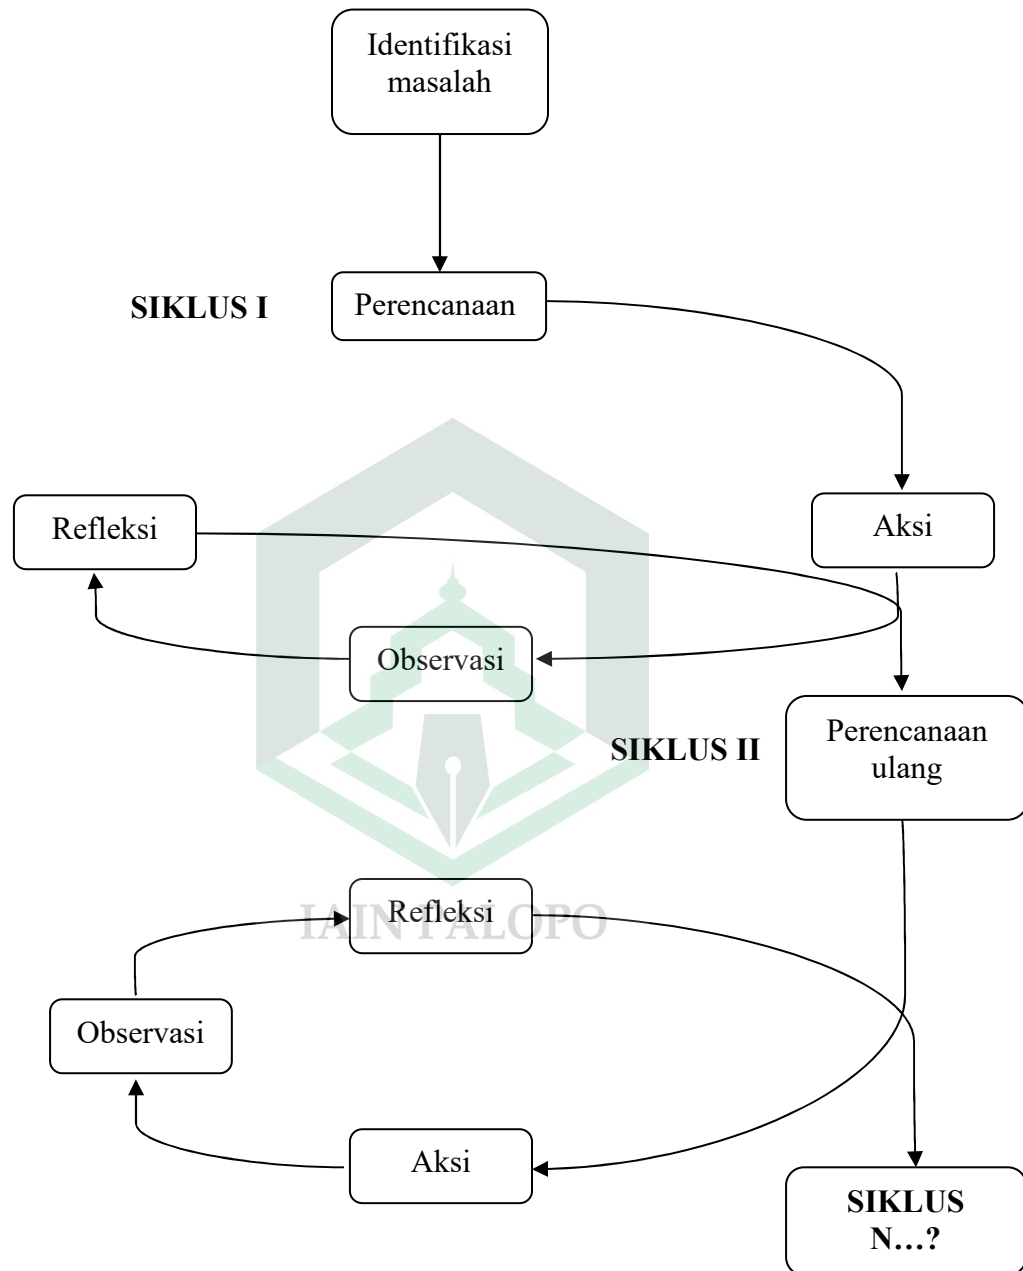 Identifikasi
masalah
SIKLUS I
Perencanaan
Refleksi
Aksi
Observasi
SIKLUS II
Perencanaan
ulang
Refleksi
IAIN PALOPO
Observasi
Aksi
SIKLUS
N...?